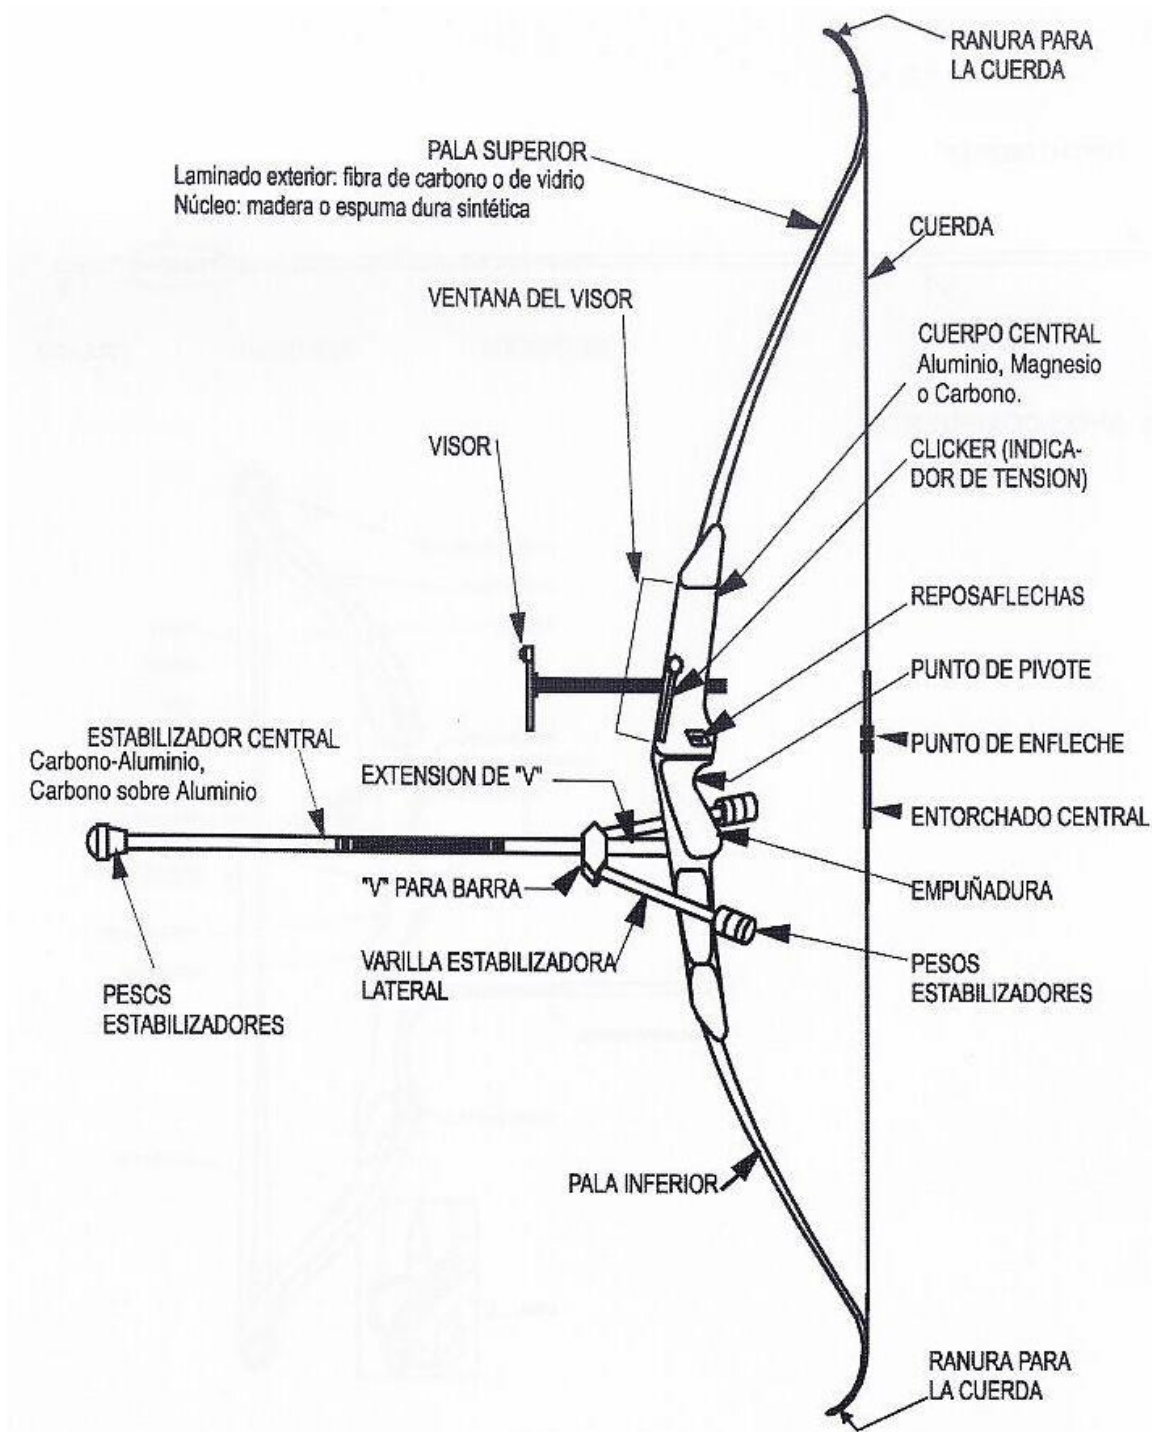 RANURA PARA
LA CUERDA
PALA SUPERIOR
Laminado exterior: fibra de carbono o de vidrio
Núcleo: madera o espuma dura sintética
CUERDA
VENTANA DEL VISOR
CUERPO CENTRAL
Aluminio, Magnesio
o Carbono.
VISOR
CLICKER (INDICA-
DOR DE TENSION)
REPOSAFLECHAS
PUNTO DE PIVOTE
ESTABILIZADOR CENTRAL
Carbono-Aluminio,
Carbono sobre Aluminio
PUNTO DE ENFLECHE
EXTENSION DE "V"
ENTORCHADO CENTRAL
"V" PARA BARRA
EMPUÑADURA
VARILLA ESTABILIZADORA
LATERAL
PESOS
ESTABILIZADORES
PESOS
ESTABILIZADORES
PALA INFERIOR
RANURA PARA
LA CUERDA